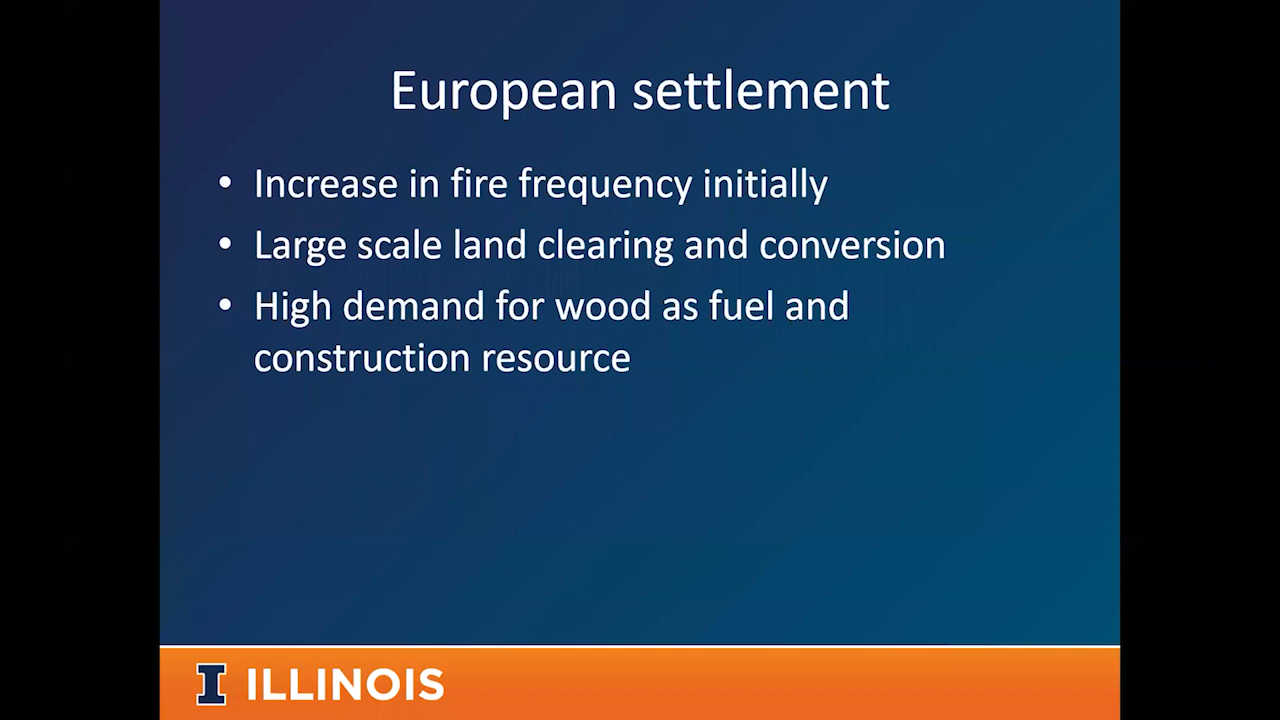 European settlement
• Increase in fire frequency initially
• Large scale land clearing and conversion
• High demand for wood as fuel and
construction resource
I ILLINOIS